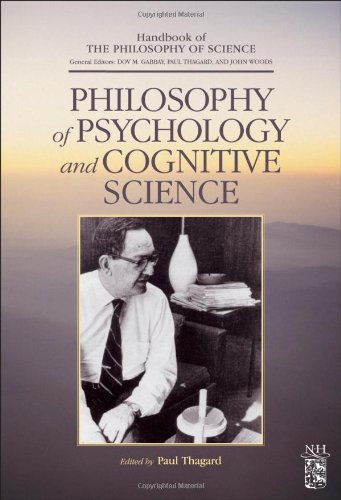 Handbook of
THE PHILOSOPHY OF SCIENCE
General Editors: DOV M. GABBAY, PAUL THAGARD, AND JOHN WOODS
PHILOSOPHY
of PSYCHOLOGY
and COGNITIVE
SCIENCE
Edited by Paul Thagard
NH